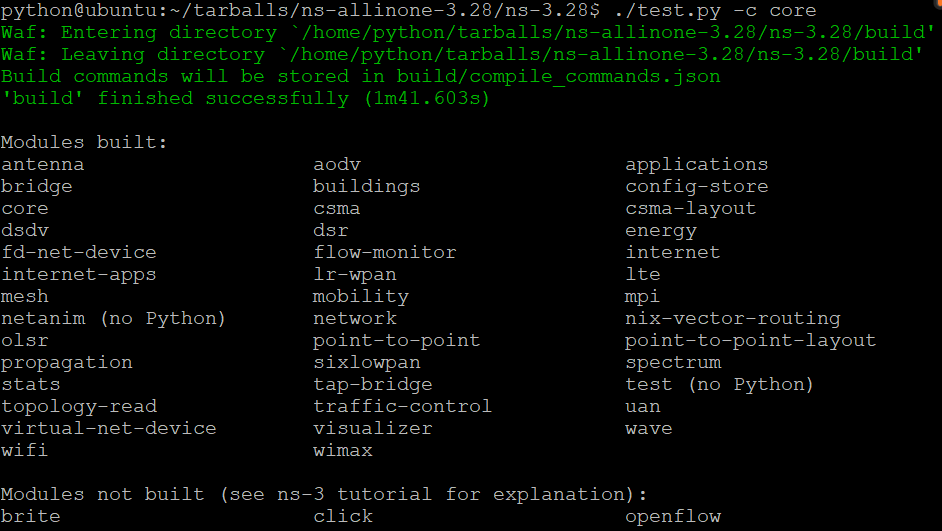 python@ubuntu:~/tarballs/ns-allinone-3.28/ns-3.28$ ./test.py -c core
Waf: Entering directory `/home/python/tarballs/ns-allinone-3.28/ns-3.28/build'
Waf: Leaving directory `/home/python/tarballs/ns-allinone-3.28/ns-3.28/build'
Build commands will be stored in build/compile_commands.json
'build' finished successfully (1m41.603s)
Modules built:
antenna aodv applications
bridge buildings config-store
core csma csma-layout
dsdv dsr energy
fd-net-device flow-monitor internet
internet-apps lr-wpan lte
mesh mobility mpi
netanim (no Python) network nix-vector-routing
olsr point-to-point point-to-point-layout
propagation sixlowpan spectrum
stats tap-bridge test (no Python)
topology-read traffic-control uan
virtual-net-device visualizer wave
wifi wimax
Modules not built (see ns-3 tutorial for explanation):
brite click openflow